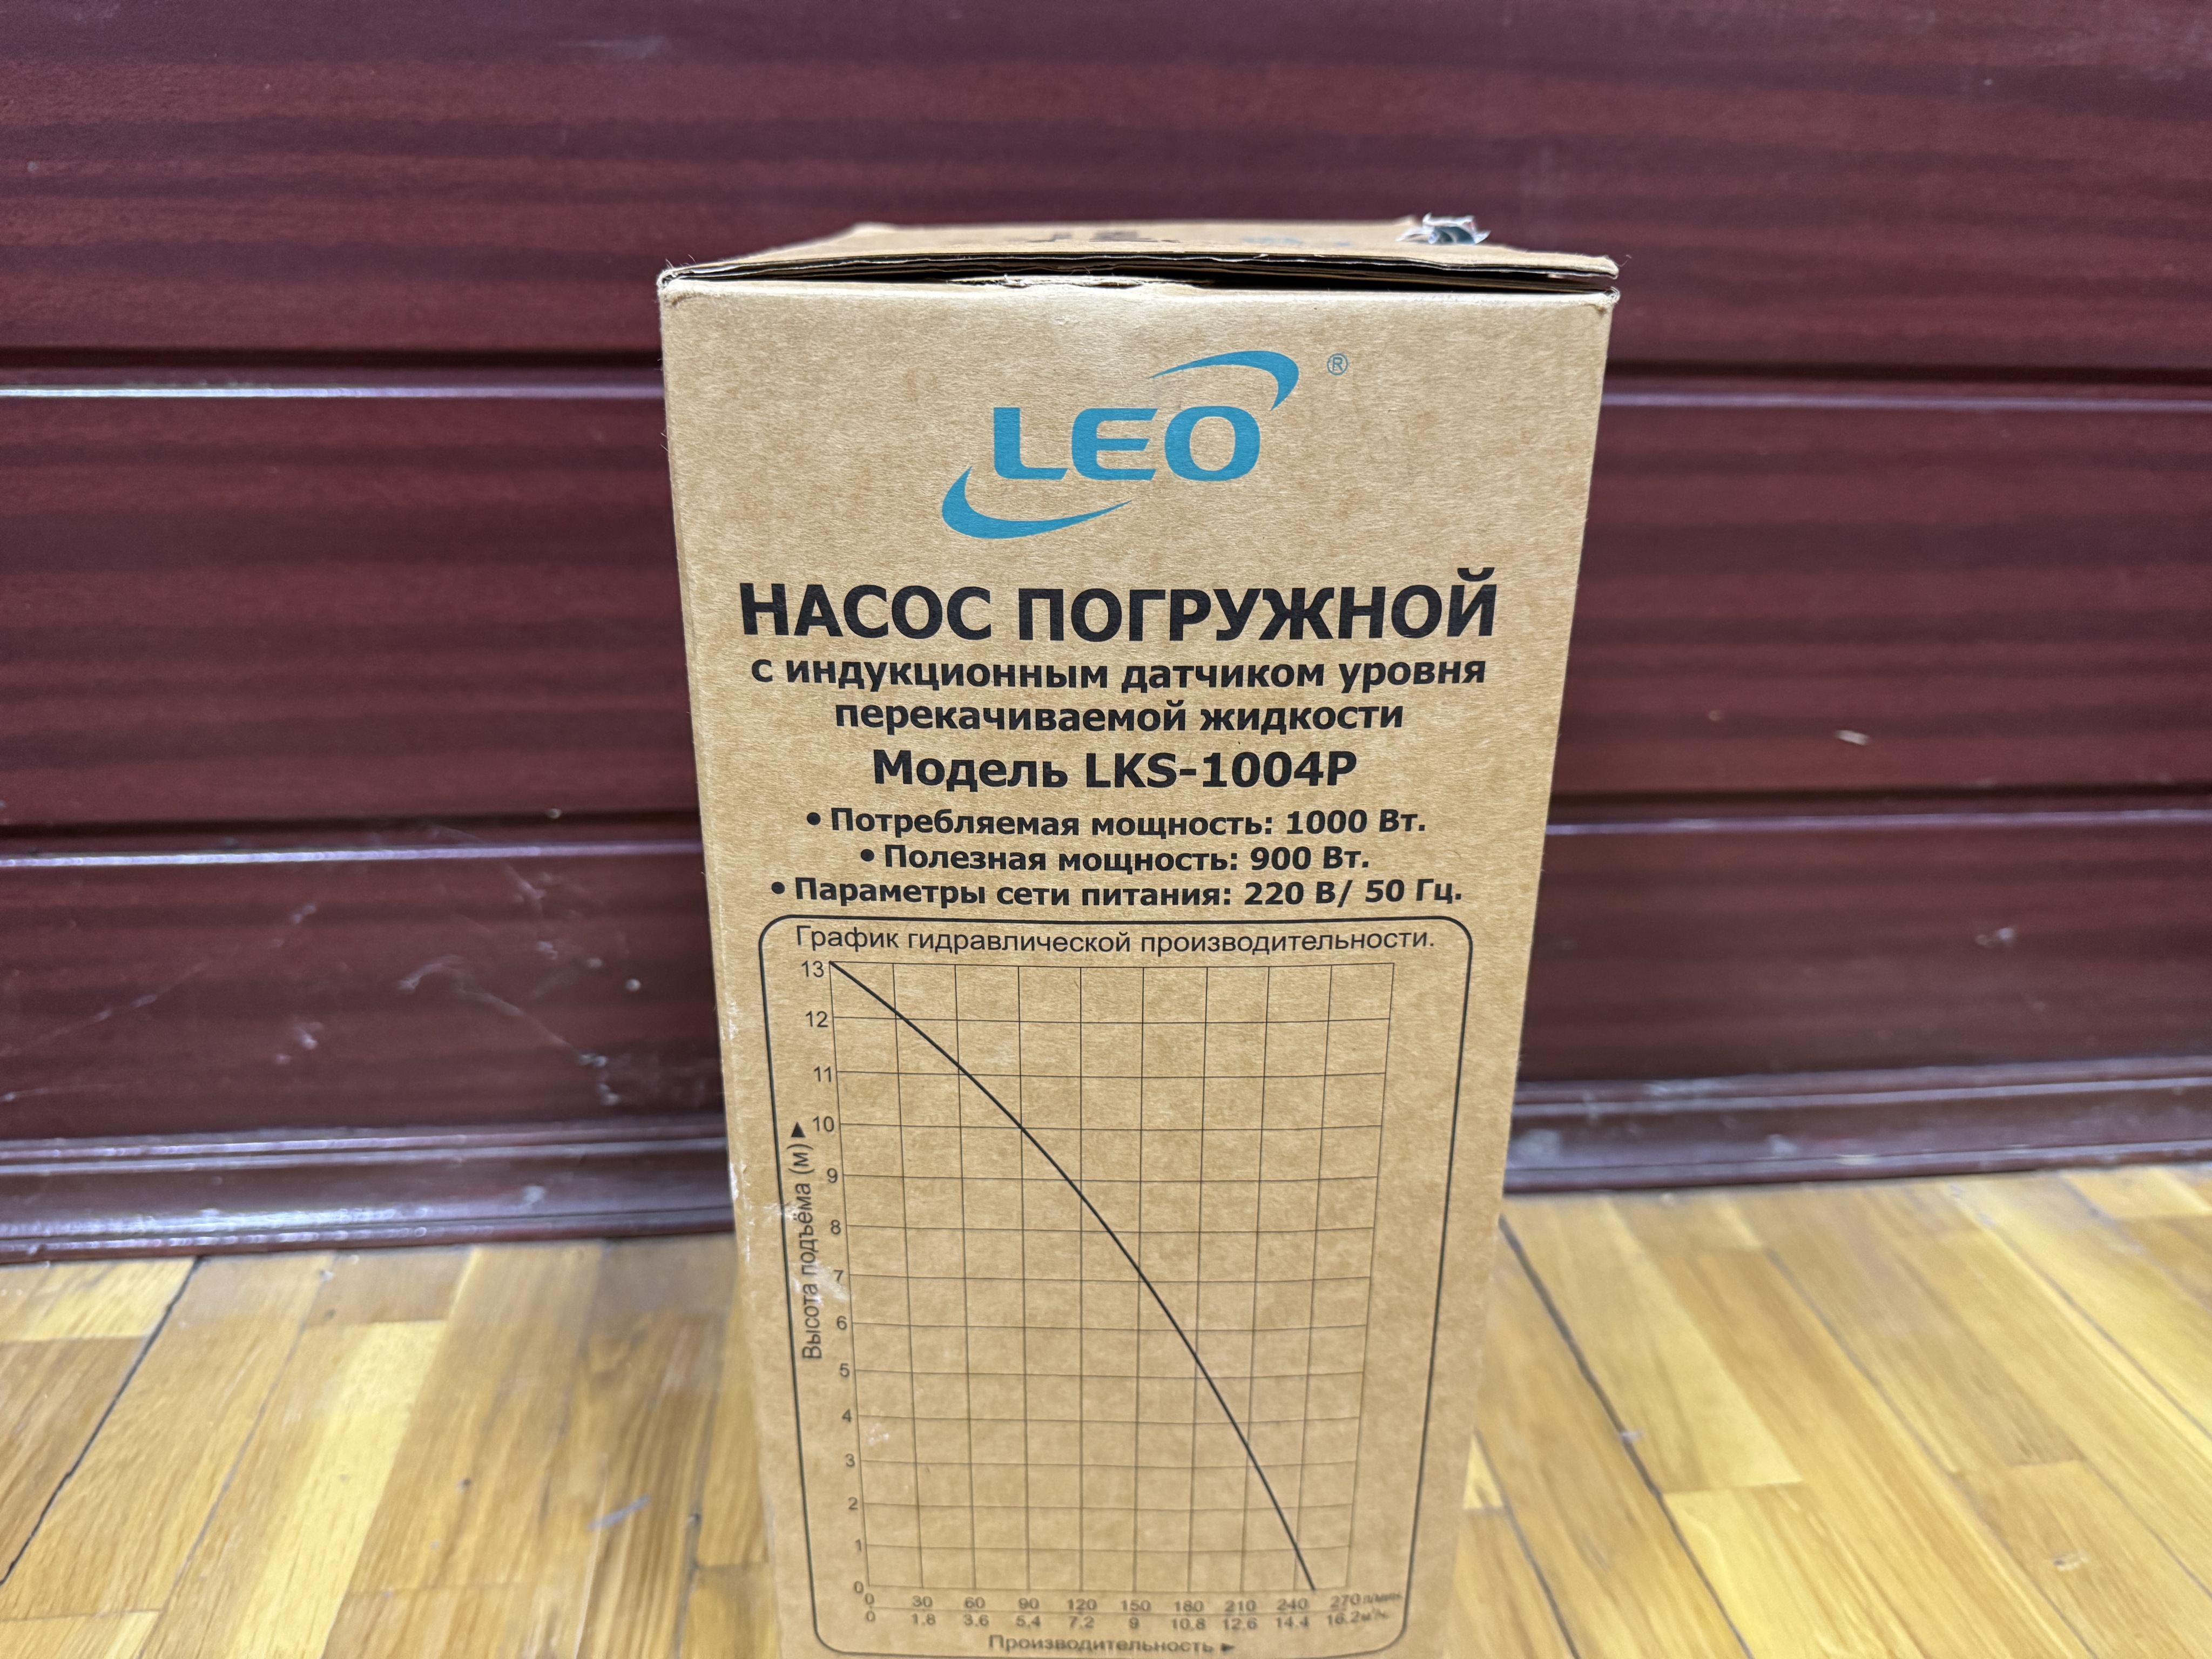 LEO ®
НАСОС ПОГРУЖНОЙ
с индукционным датчиком уровня
перекачиваемой жидкости
Модель LKS-1004P
• Потребляемая мощность: 1000 Вт.
• Полезная мощность: 900 Вт.
• Параметры сети питания: 220 В/ 50 Гц.
График гидравлической производительности.
13
12
11
10
9
8
7
6
5
4
3
2
1
0
Высота подъёма (м)
0 30 60 90 120 150 180 210 240 270 л/мин
0 1.8 3.6 5.4 7.2 9 10.8 12.6 14.4 16.2 м³/ч
Производительность